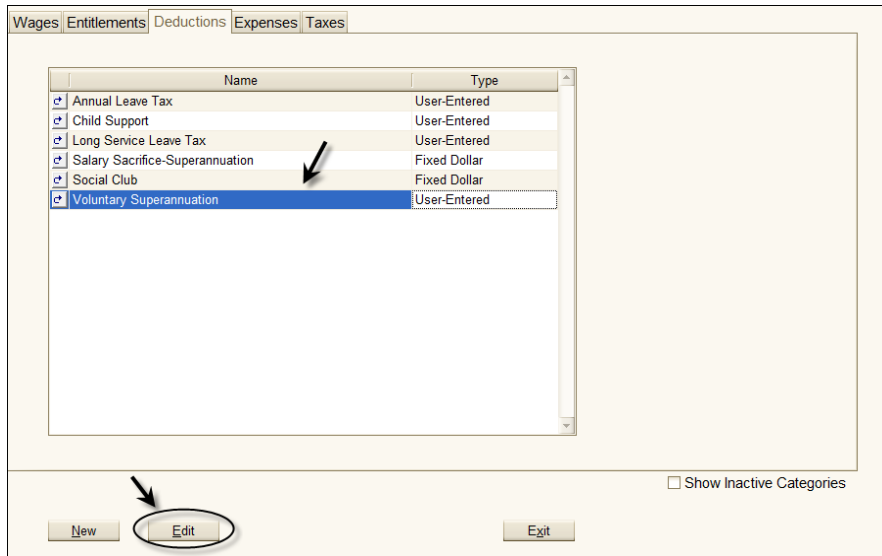 Wages Entitlements Deductions Expenses Taxes
Name Type
Annual Leave Tax User-Entered
Child Support User-Entered
Long Service Leave Tax User-Entered
Salary Sacrifice-Superannuation Fixed Dollar
Social Club Fixed Dollar
Voluntary Superannuation User-Entered
Show Inactive Categories
New Edit Exit